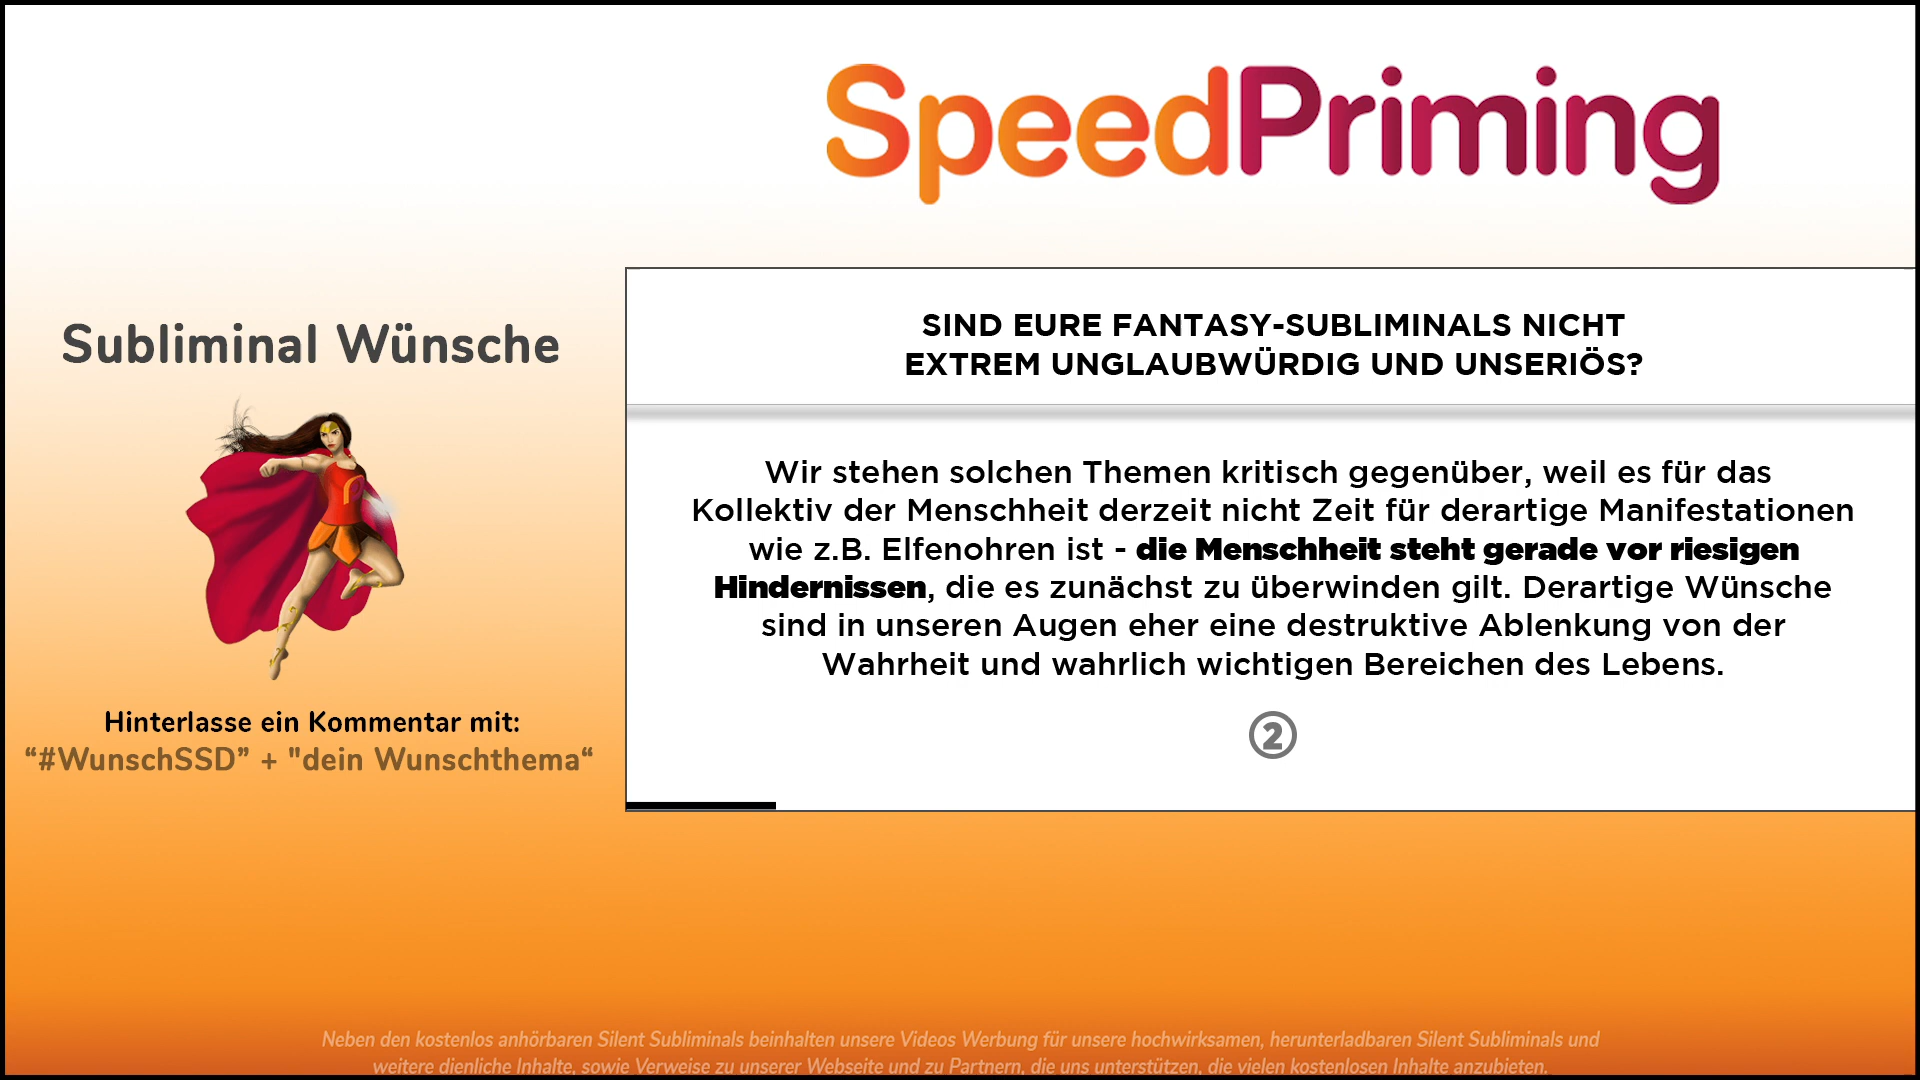 SpeedPriming
Subliminal Wünsche
Hinterlasse ein Kommentar mit:
“#WunschSSD” + "dein Wunschthema“
SIND EURE FANTASY-SUBLIMINALS NICHT
EXTREM UNGLAUBWÜRDIG UND UNSERIÖS?
Wir stehen solchen Themen kritisch gegenüber, weil es für das
Kollektiv der Menschheit derzeit nicht Zeit für derartige Manifestationen
wie z.B. Elfenohren ist - die Menschheit steht gerade vor riesigen
Hindernissen, die es zunächst zu überwinden gilt. Derartige Wünsche
sind in unseren Augen eher eine destruktive Ablenkung von der
Wahrheit und wahrlich wichtigen Bereichen des Lebens.
2
Neben den kostenlos anhörbaren Silent Subliminals beinhalten unsere Videos Werbung für unsere hochwirksamen, herunterladbaren Silent Subliminals und
weitere dienliche Inhalte, sowie Verweise zu unserer Webseite und zu Partnern, die uns unterstützen, die vielen kostenlosen Inhalte anzubieten.